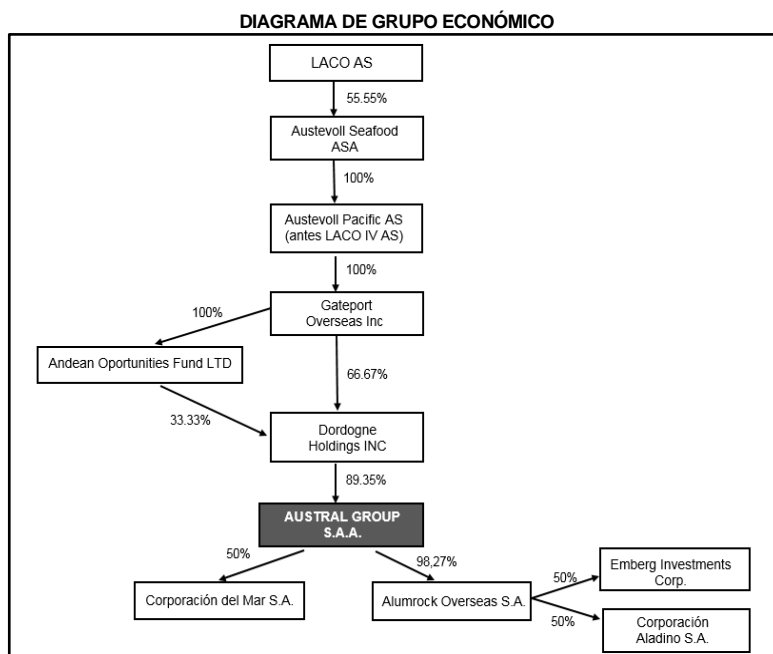 DIAGRAMA DE GRUPO ECONÓMICO
LACO AS
55.55%
Austevoll Seafood
ASA
100%
Austevoll Pacific AS
(antes LACO IV AS)
100%
Gateport
Overseas Inc
100%
Andean Oportunities Fund LTD
66.67%
33.33%
Dordogne
Holdings INC
89.35%
AUSTRAL GROUP
S.A.A.
50%
98,27%
Corporación del Mar S.A.
Alumrock Overseas S.A.
50%
Emberg Investments
Corp.
50%
Corporación
Aladino S.A.